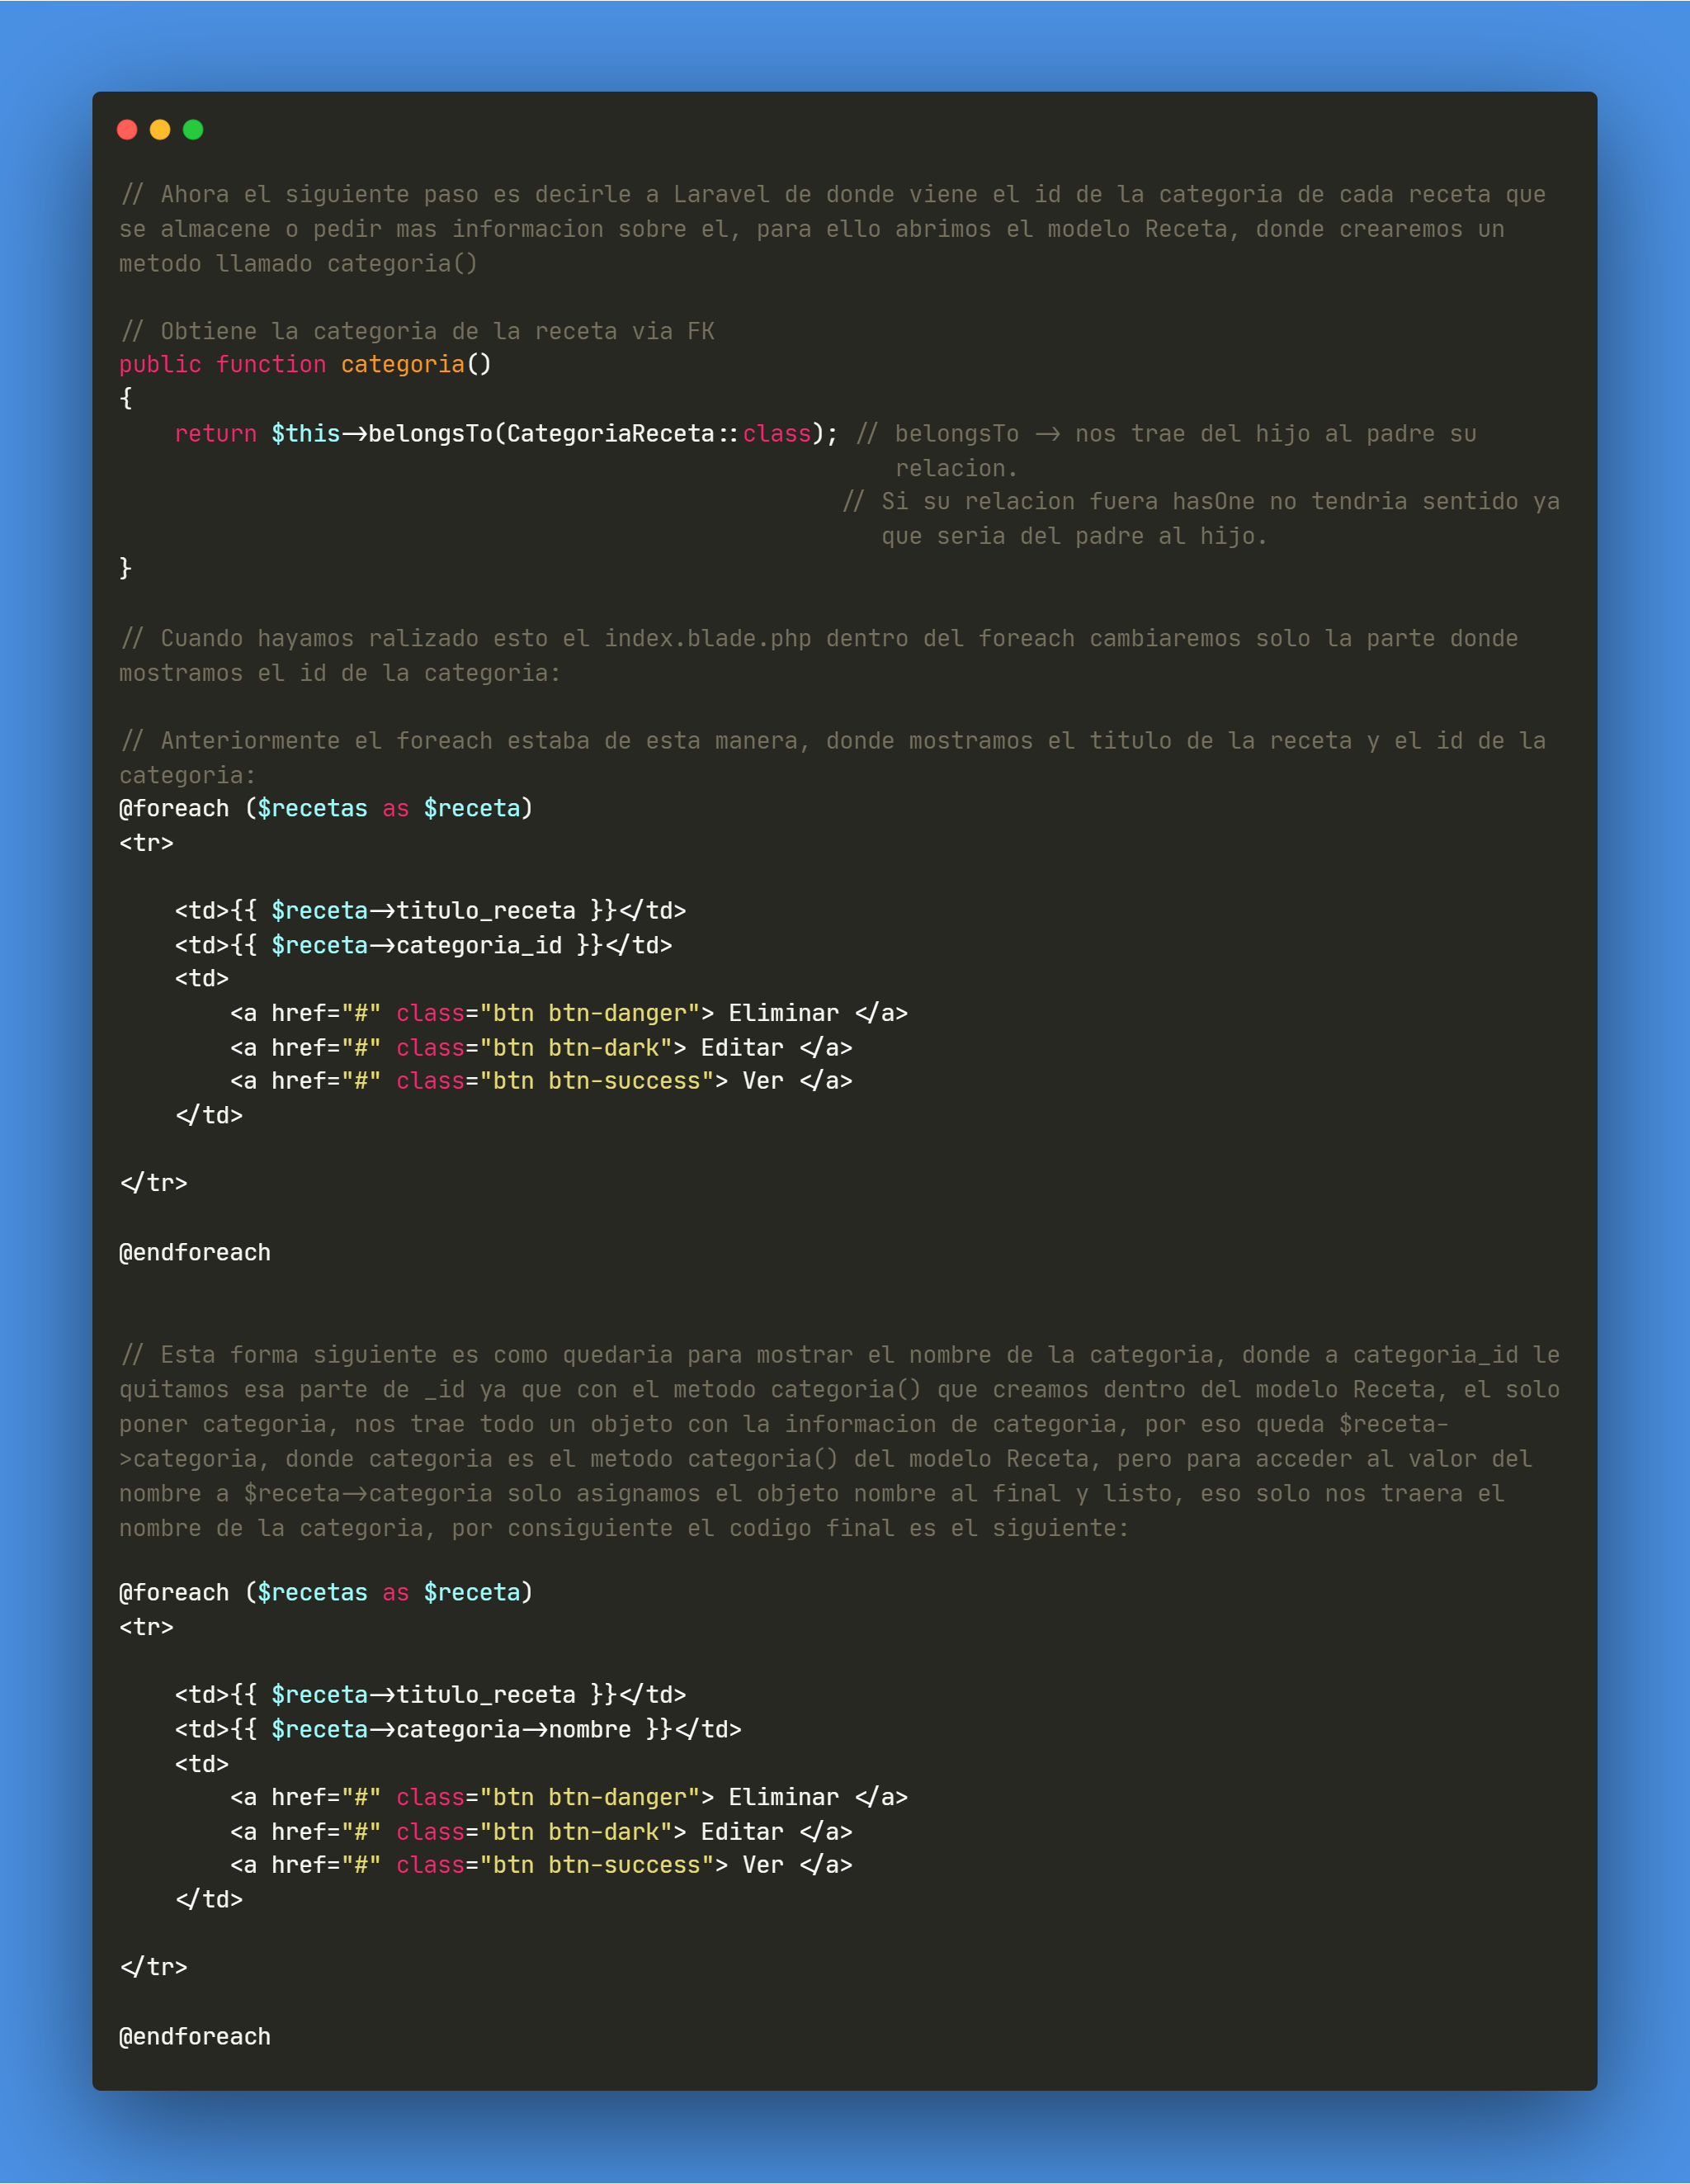 // Ahora el siguiente paso es decirle a Laravel de donde viene el id de la categoria de cada receta que
se almacene o pedir mas informacion sobre el, para ello abrimos el modelo Receta, donde crearemos un
metodo llamado categoria()
// Obtiene la categoria de la receta via FK
public function categoria()
{
    return $this->belongsTo(CategoriaReceta::class); // belongsTo -> nos trae del hijo al padre su
relacion.
// Si su relacion fuera hasOne no tendria sentido ya
que seria del padre al hijo.
}
// Cuando hayamos ralizado esto el index.blade.php dentro del foreach cambiaremos solo la parte donde
mostramos el id de la categoria:
// Anteriormente el foreach estaba de esta manera, donde mostramos el titulo de la receta y el id de la
categoria:
@foreach ($recetas as $receta)
<tr>
    <td>{{ $receta->titulo_receta }}</td>
    <td>{{ $receta->categoria_id }}</td>
    <td>
        <a href="#" class="btn btn-danger"> Eliminar </a>
        <a href="#" class="btn btn-dark"> Editar </a>
        <a href="#" class="btn btn-success"> Ver </a>
    </td>
</tr>
@endforeach
// Esta forma siguiente es como quedaria para mostrar el nombre de la categoria, donde a categoria_id le
quitamos esa parte de _id ya que con el metodo categoria() que creamos dentro del modelo Receta, el solo
poner categoria, nos trae todo un objeto con la informacion de categoria, por eso queda $receta-
>categoria, donde categoria es el metodo categoria() del modelo Receta, pero para acceder al valor del
nombre a $receta->categoria solo asignamos el objeto nombre al final y listo, eso solo nos traera el
nombre de la categoria, por consiguiente el codigo final es el siguiente:
@foreach ($recetas as $receta)
<tr>
    <td>{{ $receta->titulo_receta }}</td>
    <td>{{ $receta->categoria->nombre }}</td>
    <td>
        <a href="#" class="btn btn-danger"> Eliminar </a>
        <a href="#" class="btn btn-dark"> Editar </a>
        <a href="#" class="btn btn-success"> Ver </a>
    </td>
</tr>
@endforeach